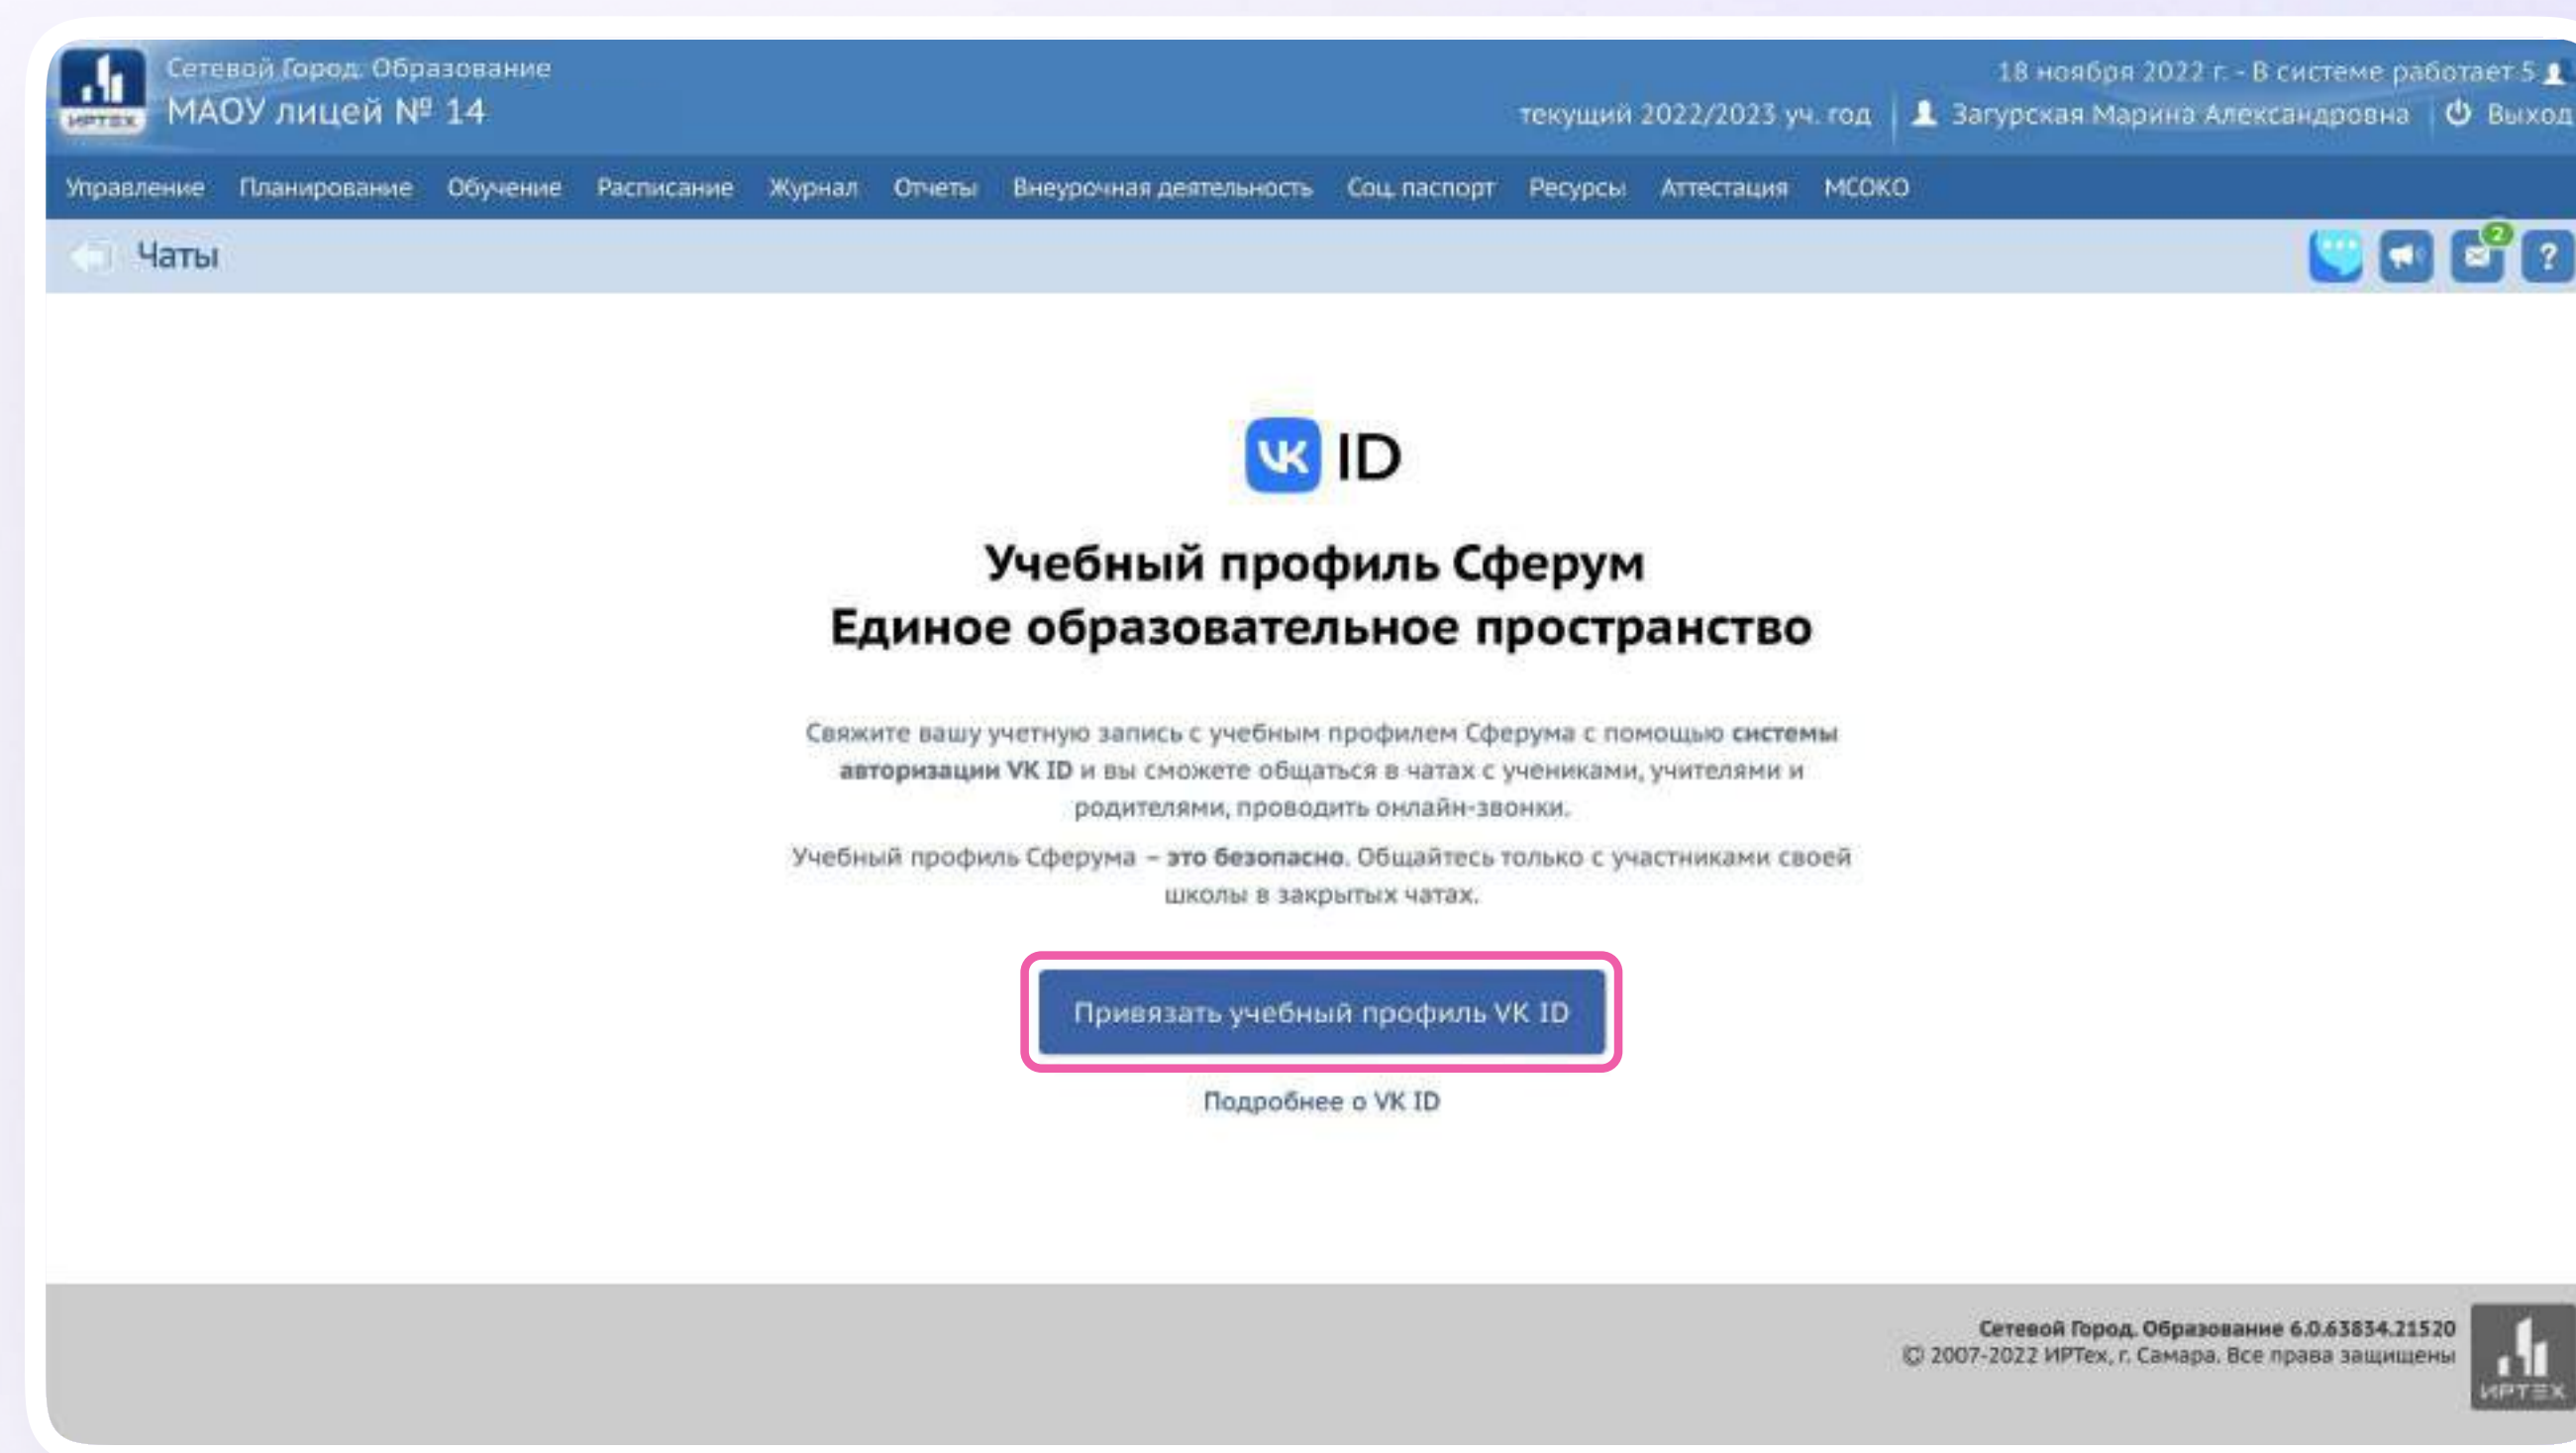 Сетевой Город. Образование
МАОУ лицей № 14
ИРТЕХ
18 ноября 2022 г. - В системе работает 5
текущий 2022/2023 уч. год
Загурская Марина Александровна
Выход
Управление Планирование Обучение Расписание Журнал Отчеты Внеурочная деятельность Соц. паспорт Ресурсы Аттестация МСОКО
Чаты
2
?
VK ID
Учебный профиль Сферум
Единое образовательное пространство
Свяжите вашу учетную запись с учебным профилем Сферума с помощью системы
авторизации VK ID и вы сможете общаться в чатах с учениками, учителями и
родителями, проводить онлайн-звонки.
Учебный профиль Сферума – это безопасно. Общайтесь только с участниками своей
школы в закрытых чатах.
Привязать учебный профиль VK ID
Подробнее о VK ID
Сетевой Город. Образование 6.0.63834.21520
© 2007-2022 ИРТех, г. Самара. Все права защищены
ИРТЕХ